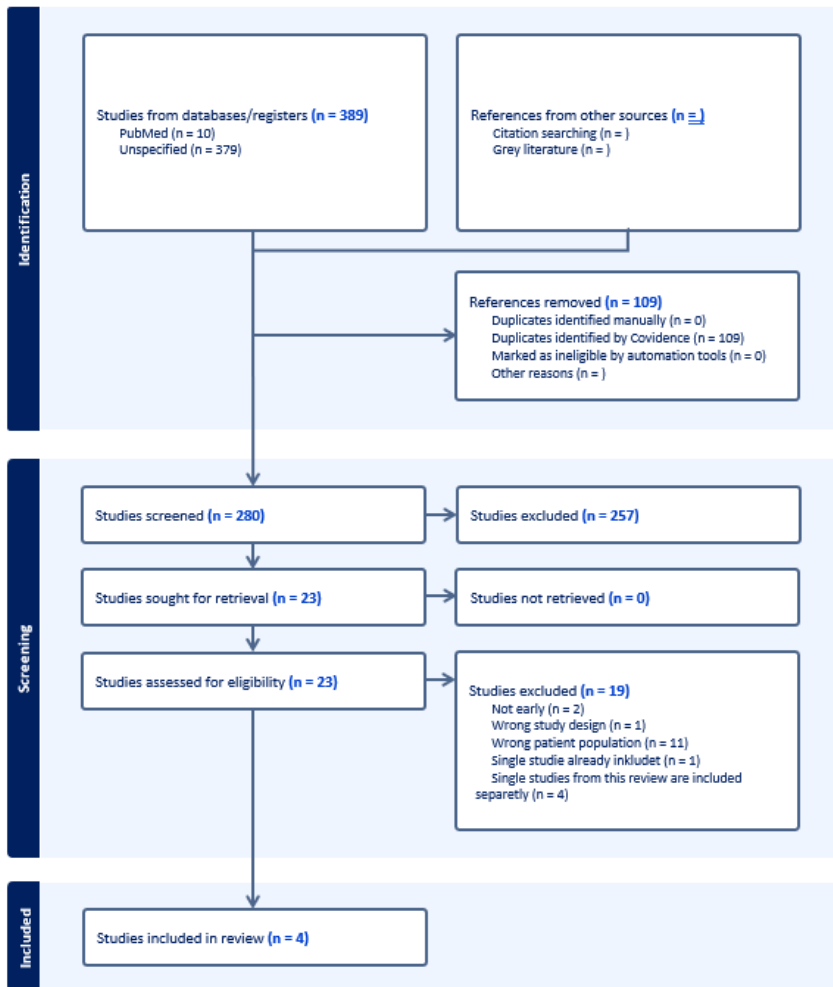 Identification
Studies from databases/registers (n = 389)
PubMed (n = 10)
Unspecified (n = 379)
References from other sources (n = )
Citation searching (n = )
Grey literature (n = )
References removed (n = 109)
Duplicates identified manually (n = 0)
Duplicates identified by Covidence (n = 109)
Marked as ineligible by automation tools (n = 0)
Other reasons (n = )
Screening
Studies screened (n = 280)
Studies excluded (n = 257)
Studies sought for retrieval (n = 23)
Studies not retrieved (n = 0)
Studies assessed for eligibility (n = 23)
Studies excluded (n = 19)
Not early (n = 2)
Wrong study design (n = 1)
Wrong patient population (n = 11)
Single studie already inkludet (n = 1)
Single studies from this review are included
separetly (n = 4)
Included
Studies included in review (n = 4)